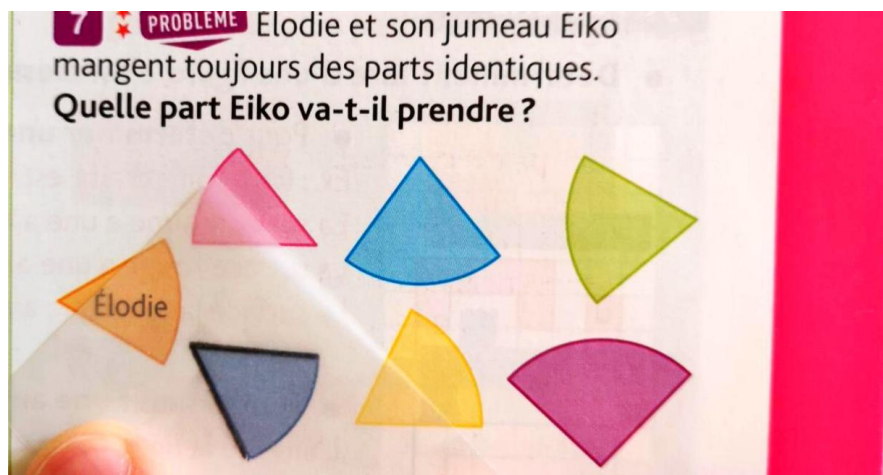 7 PROBLÈME Élodie et son jumeau Eiko
mangent toujours des parts identiques.
Quelle part Eiko va-t-il prendre ?
Élodie